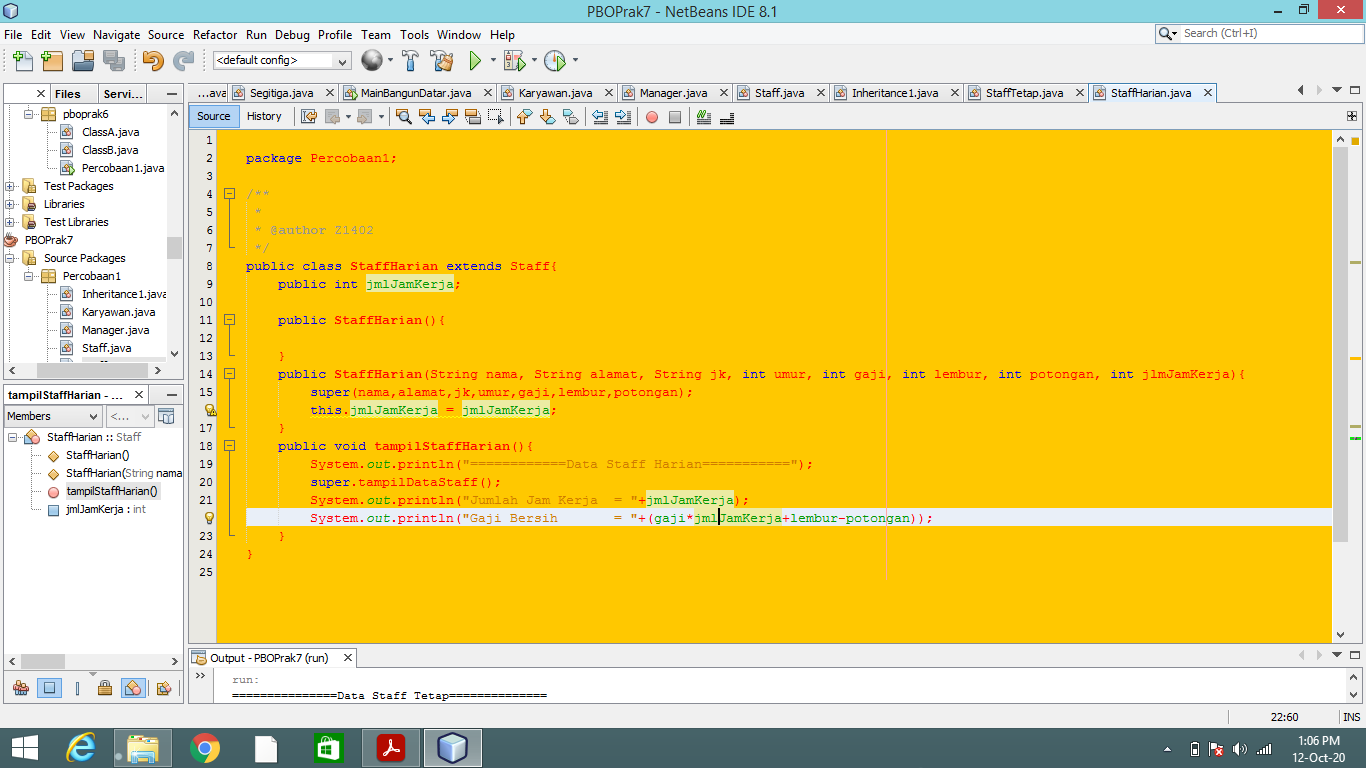 PBOPrak7 - NetBeans IDE 8.1
File Edit View Navigate Source Refactor Run Debug Profile Team Tools Window Help
Search (Ctrl+I)
<default config>
Files Servi...
...ava Segitiga.java MainBangunDatar.java Karyawan.java Manager.java Staff.java Inheritance1.java StaffTetap.java StaffHarian.java
Source History
pboprak6
ClassA.java
ClassB.java
Percobaan1.java
Test Packages
Libraries
Test Libraries
PBOPrak7
Source Packages
Percobaan1
Inheritance1.java
Karyawan.java
Manager.java
Staff.java
tampilStaffHarian - ...
Members <...
StaffHarian :: Staff
StaffHarian()
StaffHarian(String nama
tampilStaffHarian()
jmlJamKerja : int
1
2 package Percobaan1;
3
4 /**
5 *
6 * @author Z1402
7 */
8 public class StaffHarian extends Staff{
9 public int jmlJamKerja;
10
11 public StaffHarian(){
12
13 }
14 public StaffHarian(String nama, String alamat, String jk, int umur, int gaji, int lembur, int potongan, int jlmJamKerja){
15 super(nama,alamat,jk,umur,gaji,lembur,potongan);
this.jmlJamKerja = jmlJamKerja;
17 }
18 public void tampilStaffHarian(){
19 System.out.println("============Data Staff Harian===========");
20 super.tampilDataStaff();
21 System.out.println("Jumlah Jam Kerja  = "+jmlJamKerja);
System.out.println("Gaji Bersih       = "+(gaji*jmlJamKerja+lembur-potongan));
23 }
24 }
25
Output - PBOPrak7 (run)
run:
===============Data Staff Tetap==============
22:60 INS
1:06 PM
12-Oct-20